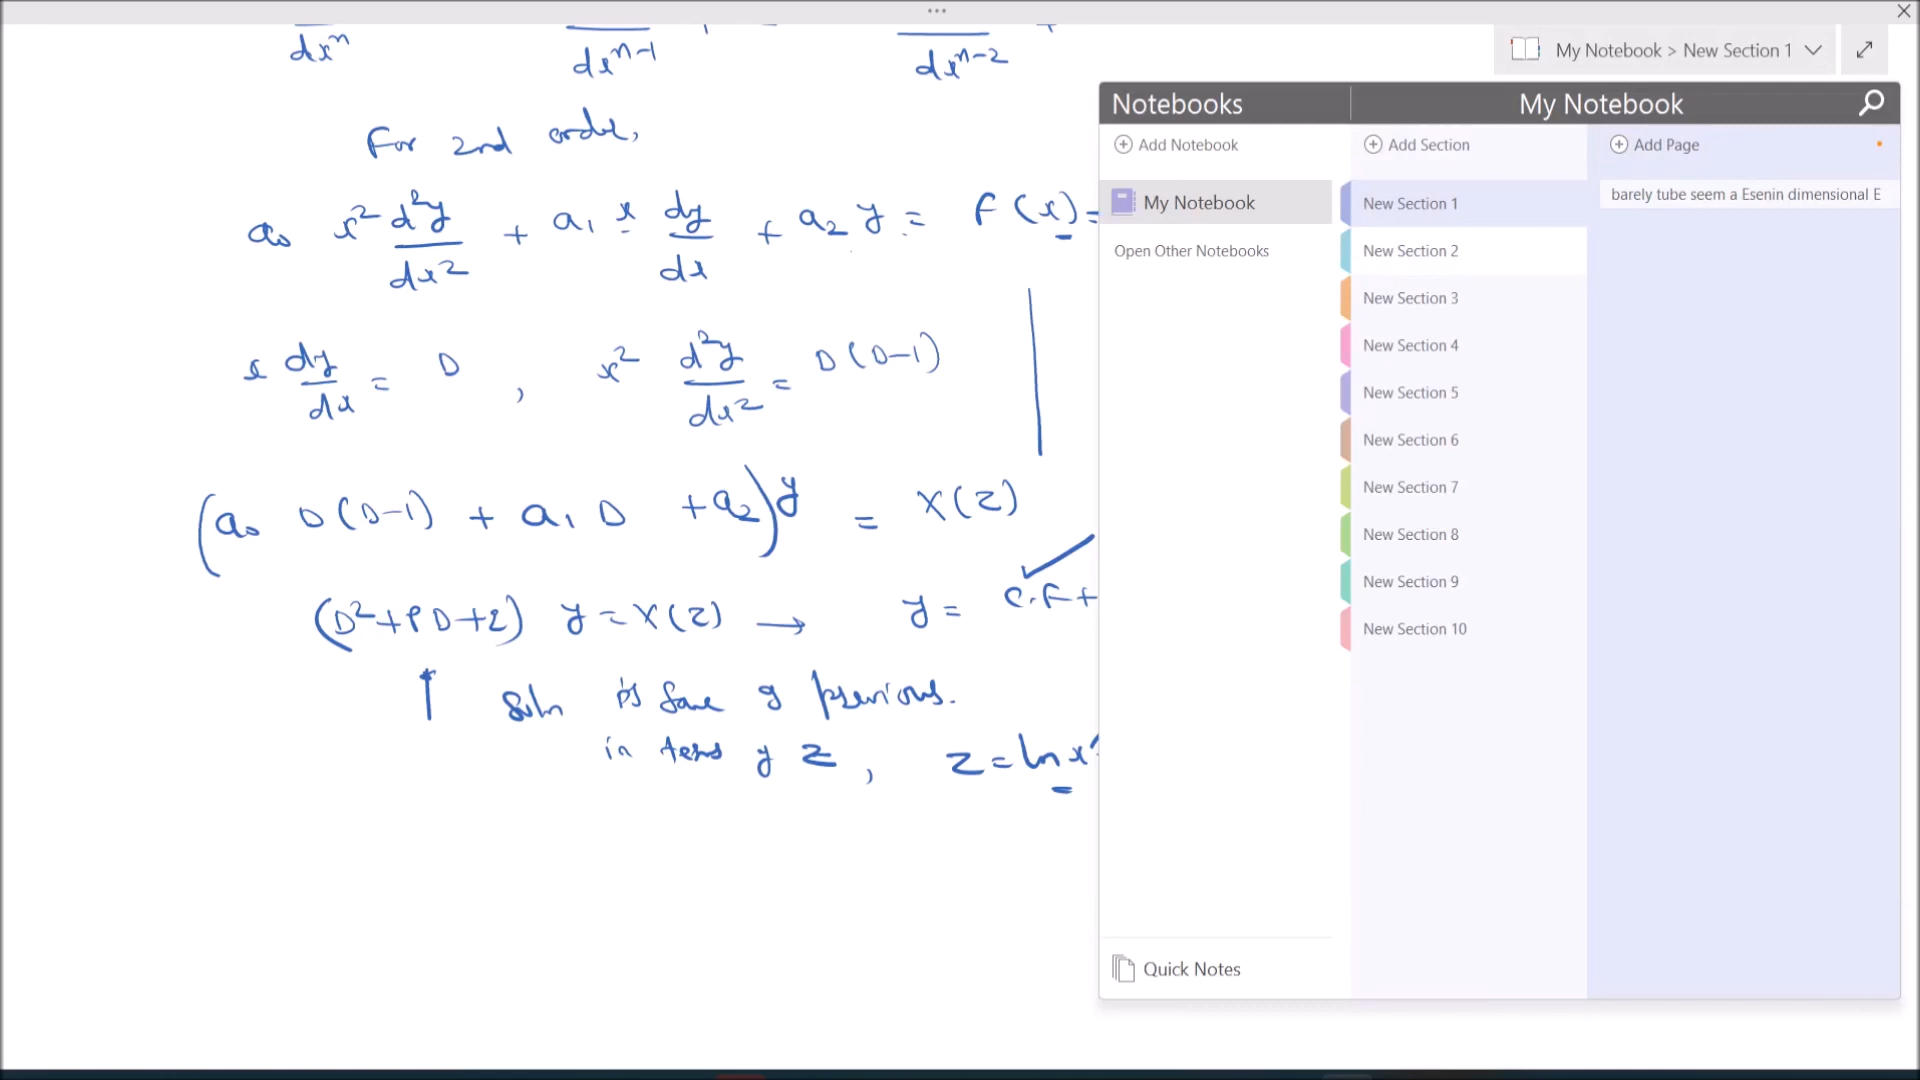 ...
My Notebook > New Section 1
dxⁿ dxⁿ⁻¹ + dxⁿ⁻² +
For 2nd order,
a₀ x² d²y/dx² + a₁ x dy/dx + a₂ y = F(x) =
x dy/dx = D , x² d²y/dx² = D(D-1)
(a₀ D(D-1) + a₁ D + a₂)y = X(z)
(D²+PD+2) y = X(z) → y = C.F +
↑ Soln is same as previous.
in terms of z , z = ln x
Notebooks
My Notebook
Add Notebook
My Notebook
Open Other Notebooks
Quick Notes
Add Section
New Section 1
New Section 2
New Section 3
New Section 4
New Section 5
New Section 6
New Section 7
New Section 8
New Section 9
New Section 10
Add Page
barely tube seem a Esenin dimensional E